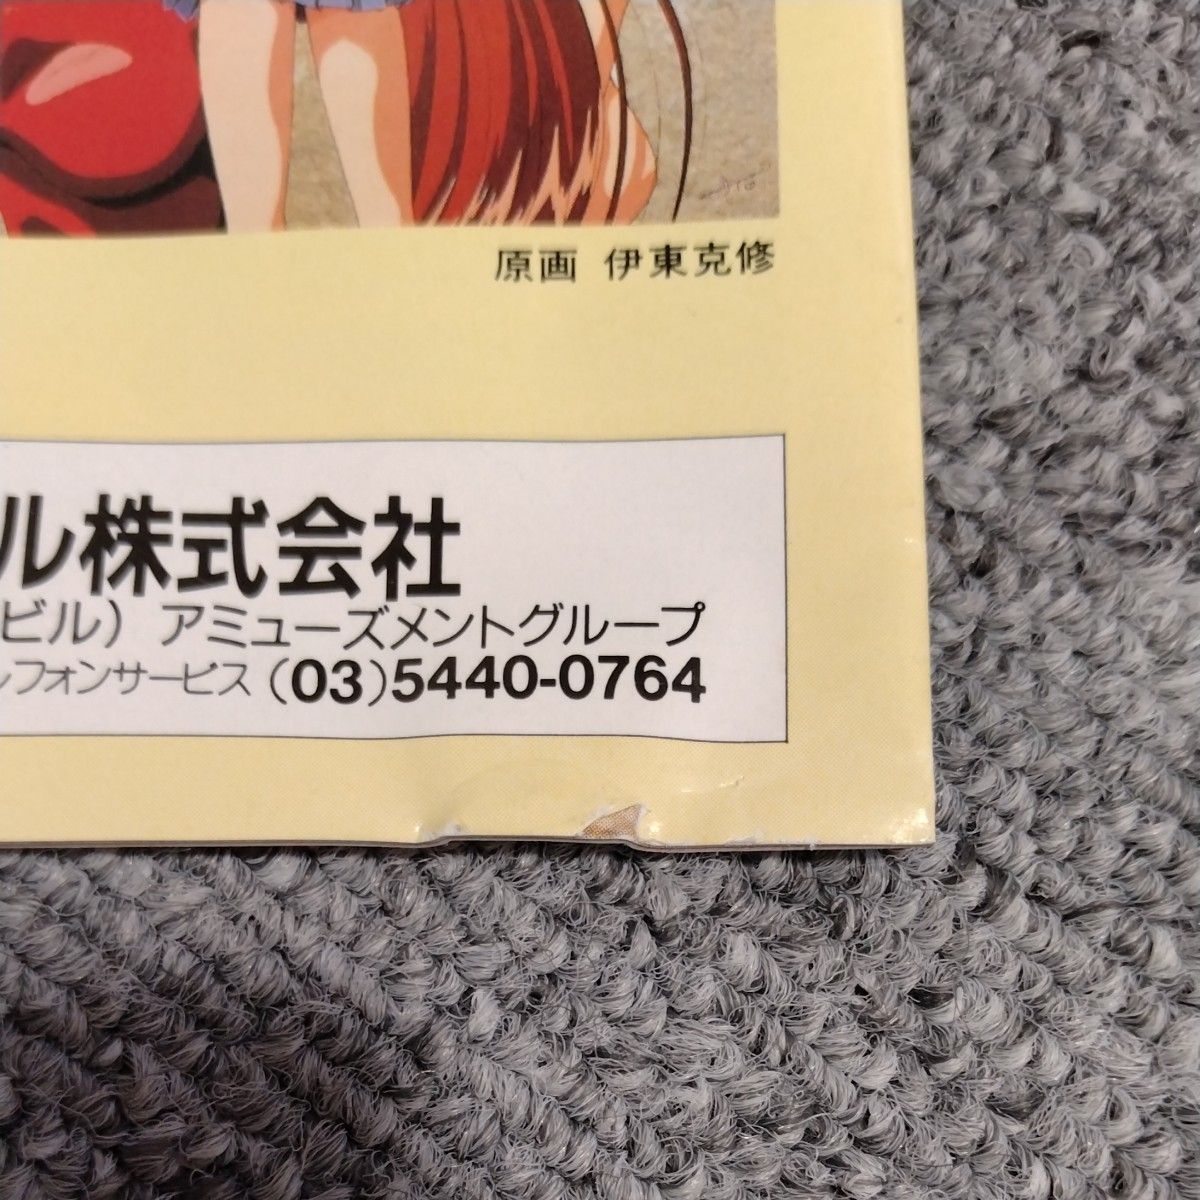 原画 伊東克修
ル株式会社
ビル) アミューズメントグループ
ルフォンサービス (03)5440-0764